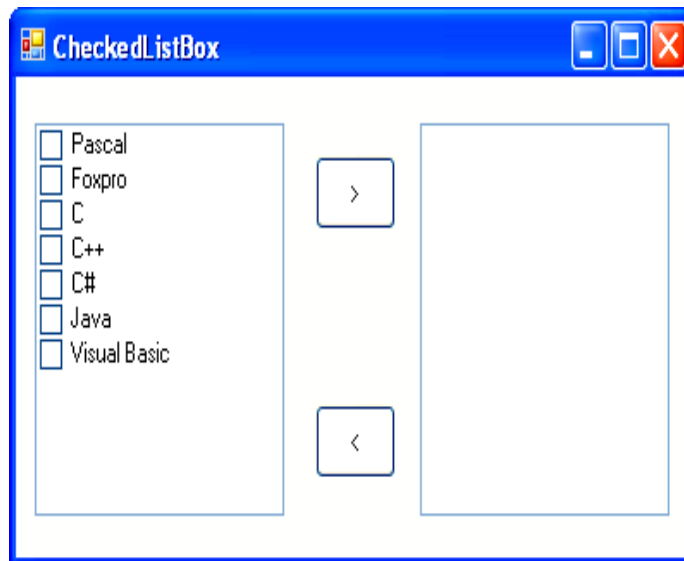 CheckedListBox
Pascal
Foxpro
C
C++
C#
Java
Visual Basic
>
<